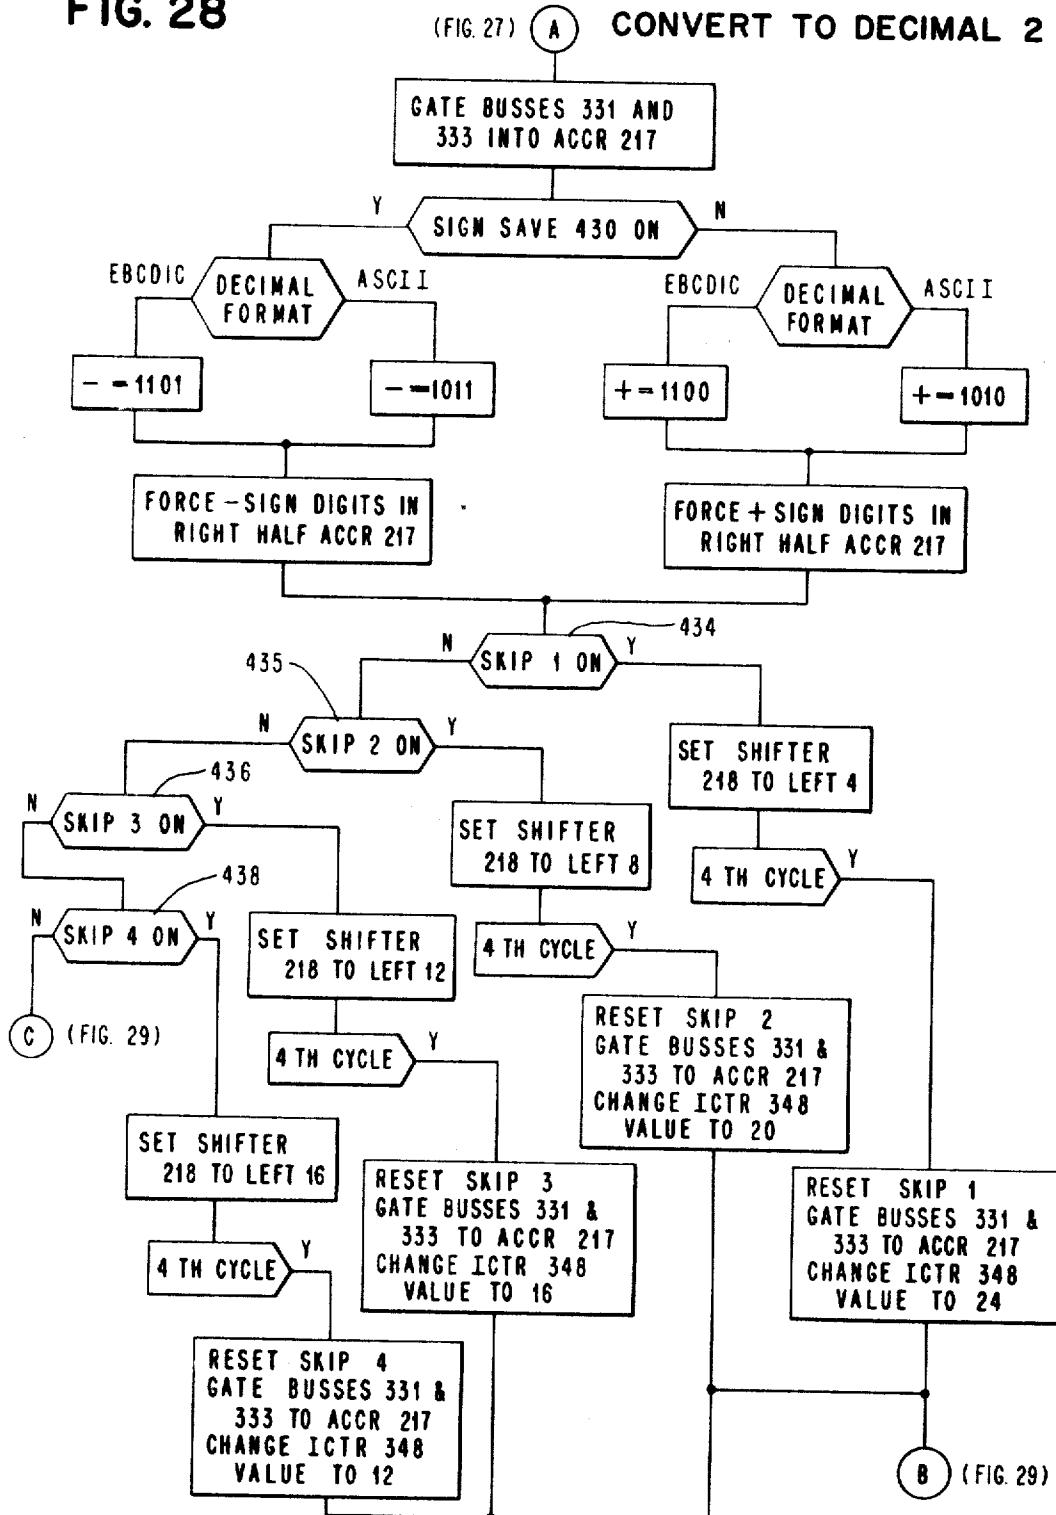 FIG. 28
(FIG. 27) A CONVERT TO DECIMAL 2
GATE BUSSES 331 AND
333 INTO ACCR 217
Y SIGN SAVE 430 ON N
EBCDIC DECIMAL FORMAT ASCII
EBCDIC DECIMAL FORMAT ASCII
- = 1101
- = 1011
+ = 1100
+ = 1010
FORCE - SIGN DIGITS IN
RIGHT HALF ACCR 217
FORCE + SIGN DIGITS IN
RIGHT HALF ACCR 217
434
N SKIP 1 ON Y
435
N SKIP 2 ON Y
SET SHIFTER
218 TO LEFT 4
436
N SKIP 3 ON Y
SET SHIFTER
218 TO LEFT 8
4 TH CYCLE Y
438
N SKIP 4 ON Y
SET SHIFTER
218 TO LEFT 12
4 TH CYCLE Y
C (FIG. 29)
4 TH CYCLE Y
RESET SKIP 2
GATE BUSSES 331 &
333 TO ACCR 217
CHANGE ICTR 348
VALUE TO 20
SET SHIFTER
218 TO LEFT 16
RESET SKIP 3
GATE BUSSES 331 &
333 TO ACCR 217
CHANGE ICTR 348
VALUE TO 16
RESET SKIP 1
GATE BUSSES 331 &
333 TO ACCR 217
CHANGE ICTR 348
VALUE TO 24
4 TH CYCLE Y
RESET SKIP 4
GATE BUSSES 331 &
333 TO ACCR 217
CHANGE ICTR 348
VALUE TO 12
B (FIG. 29)